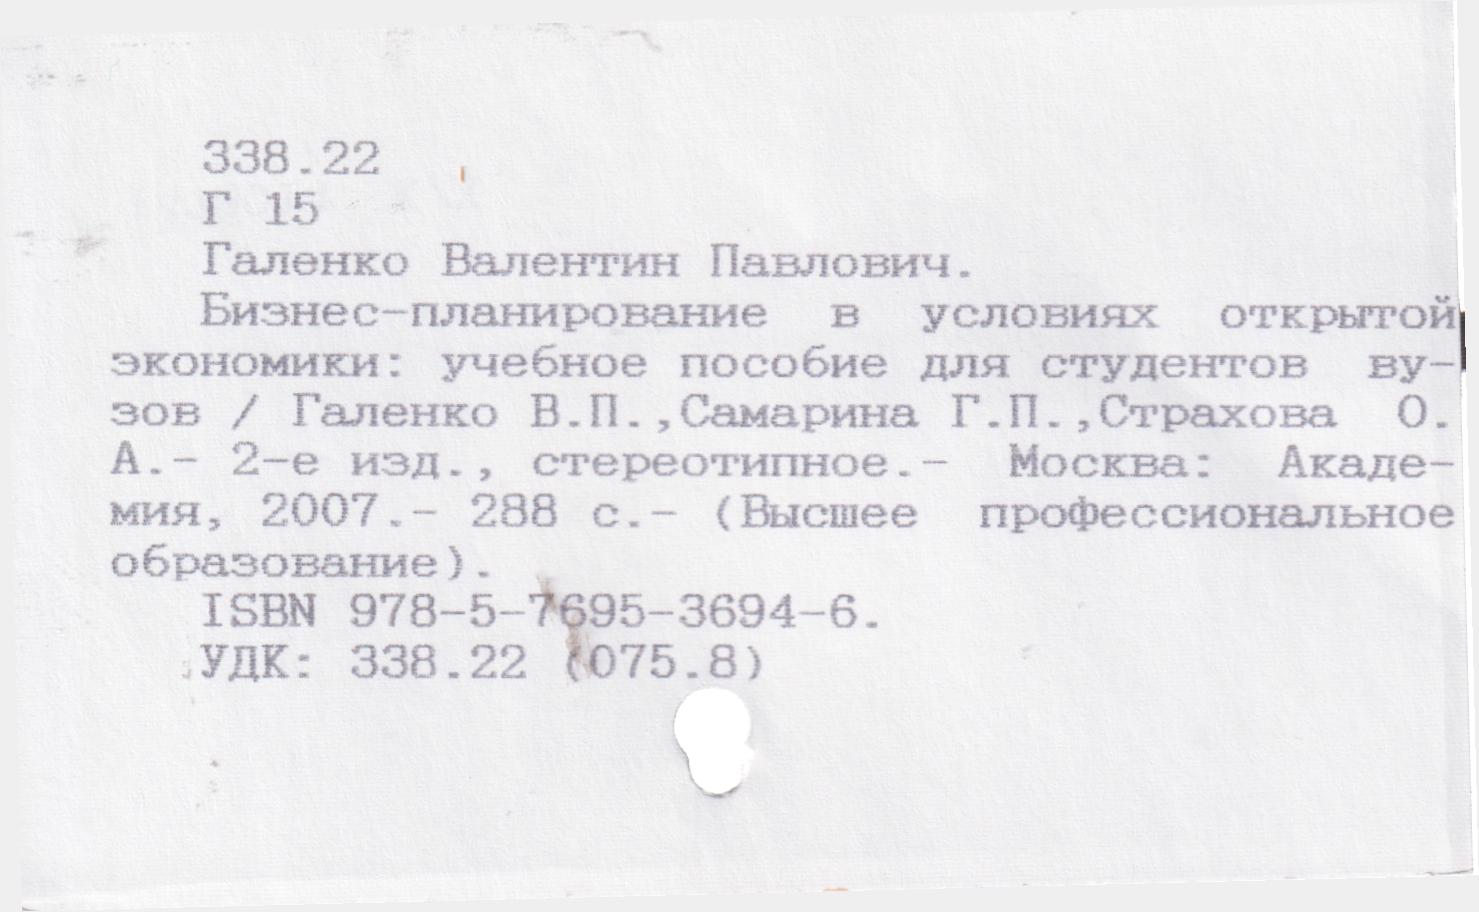 338.22
Г 15
Галенко Валентин Павлович.
Бизнес-планирование в условиях открытой
экономики: учебное пособие для студентов ву-
зов / Галенко В.П.,Самарина Г.П.,Страхова О.
А.- 2-е изд., стереотипное.- Москва: Акаде-
мия, 2007.- 288 с.- (Высшее профессиональное
образование).
ISBN 978-5-7695-3694-6.
УДК: 338.22 (075.8)